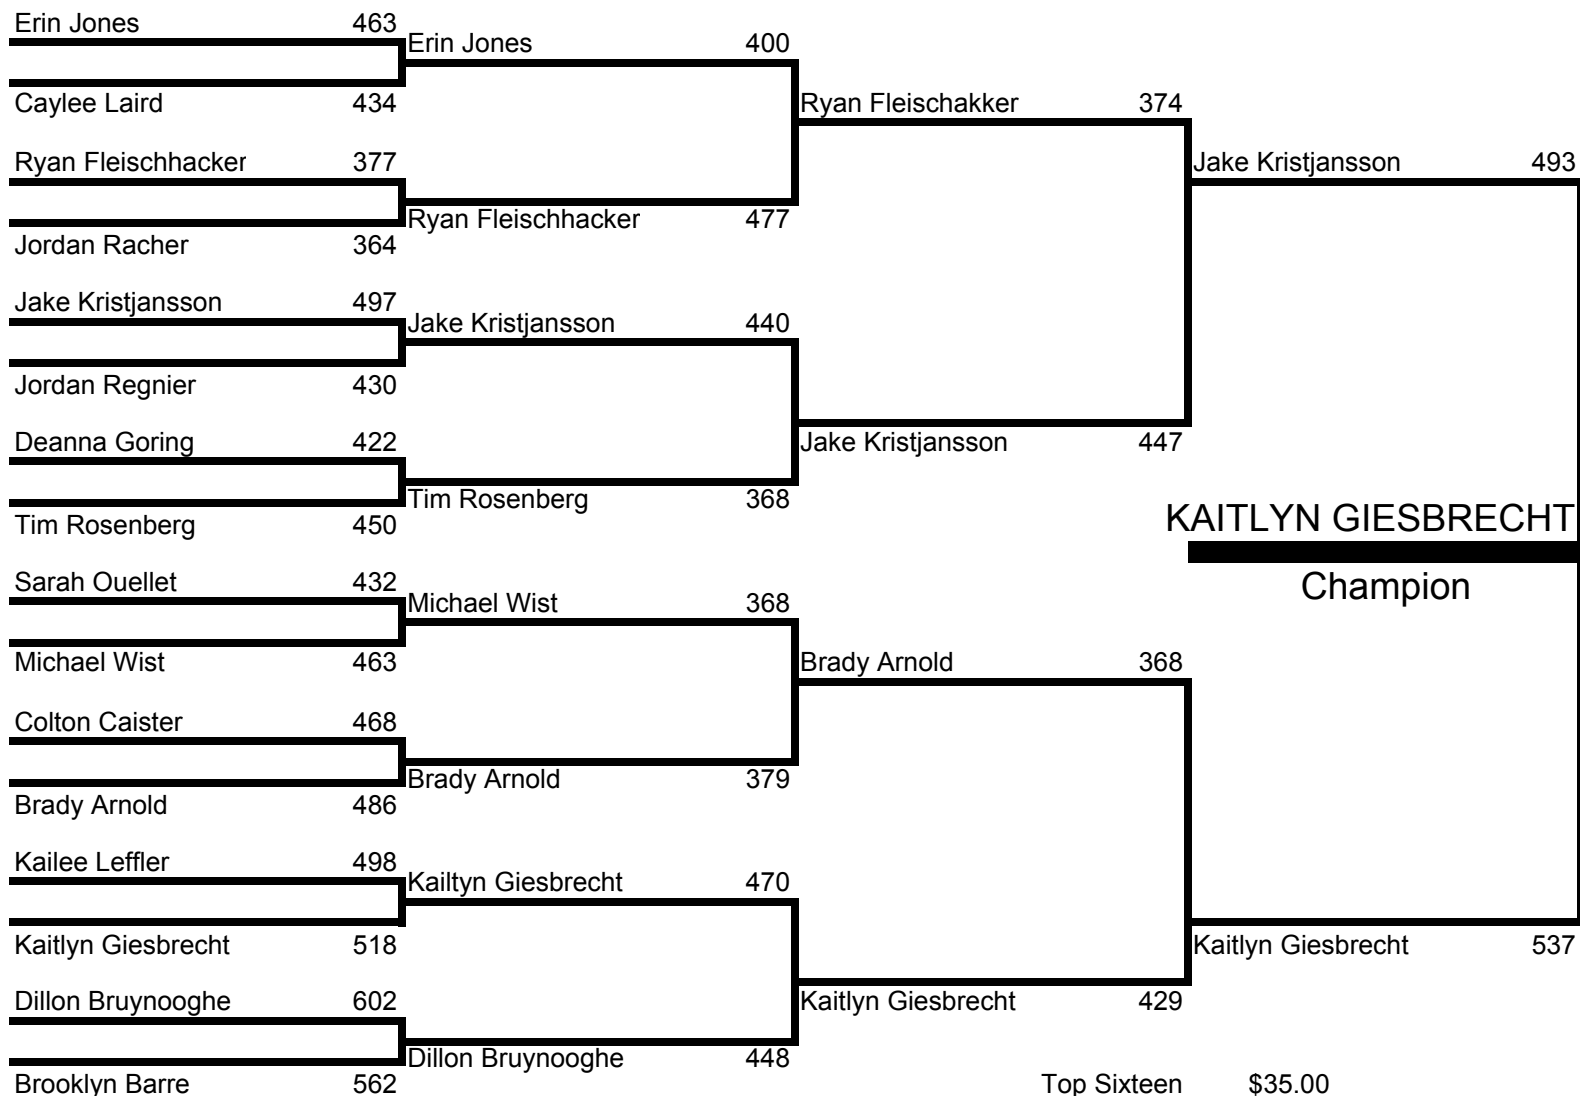 Erin Jones 463
Erin Jones 400
Caylee Laird 434
Ryan Fleischakker 374
Ryan Fleischhacker 377
Jake Kristjansson 493
Ryan Fleischhacker 477
Jordan Racher 364
Jake Kristjansson 497
Jake Kristjansson 440
Jordan Regnier 430
Deanna Goring 422
Jake Kristjansson 447
Tim Rosenberg 368
Tim Rosenberg 450
KAITLYN GIESBRECHT
Champion
Sarah Ouellet 432
Michael Wist 368
Michael Wist 463
Brady Arnold 368
Colton Caister 468
Brady Arnold 379
Brady Arnold 486
Kailee Leffler 498
Kailtyn Giesbrecht 470
Kaitlyn Giesbrecht 518
Kaitlyn Giesbrecht 537
Dillon Bruynooghe 602
Kaitlyn Giesbrecht 429
Dillon Bruynooghe 448
Brooklyn Barre 562
Top Sixteen $35.00